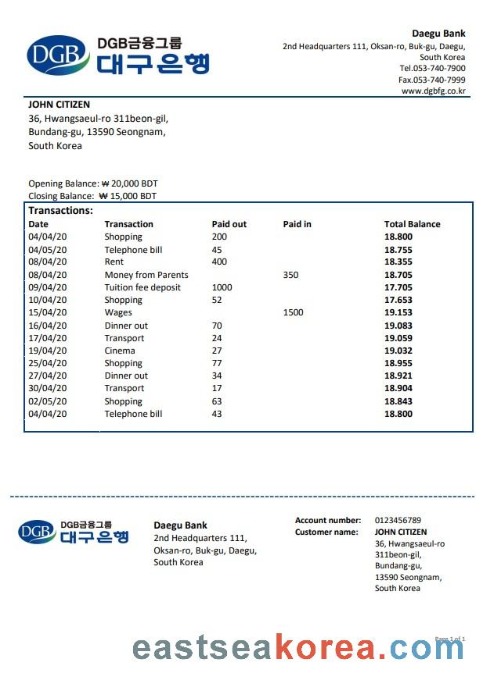 DGB
DGB금융그룹
대구은행
Daegu Bank
2nd Headquarters 111, Oksan-ro, Buk-gu, Daegu,
South Korea
Tel.053-740-7900
Fax.053-740-7999
www.dgbfg.co.kr
JOHN CITIZEN
36, Hwangsaeul-ro 311beon-gil,
Bundang-gu, 13590 Seongnam,
South Korea
Opening Balance: ₩ 20,000 BDT
Closing Balance: ₩ 15,000 BDT
Transactions:
Date Transaction Paid out Paid in Total Balance
04/04/20 Shopping 200 18.800
04/05/20 Telephone bill 45 18.755
08/04/20 Rent 400 18.355
08/04/20 Money from Parents 350 18.705
09/04/20 Tuition fee deposit 1000 17.705
10/04/20 Shopping 52 17.653
15/04/20 Wages 1500 19.153
16/04/20 Dinner out 70 19.083
17/04/20 Transport 24 19.059
19/04/20 Cinema 27 19.032
25/04/20 Shopping 77 18.955
27/04/20 Dinner out 34 18.921
30/04/20 Transport 17 18.904
02/05/20 Shopping 63 18.843
04/04/20 Telephone bill 43 18.800
DGB
DGB금융그룹
대구은행
Daegu Bank
2nd Headquarters 111,
Oksan-ro, Buk-gu, Daegu,
South Korea
Account number: 0123456789
Customer name: JOHN CITIZEN
36, Hwangsaeul-ro
311beon-gil,
Bundang-gu,
13590 Seongnam,
South Korea
Page 1 of 1
eastseakorea.com